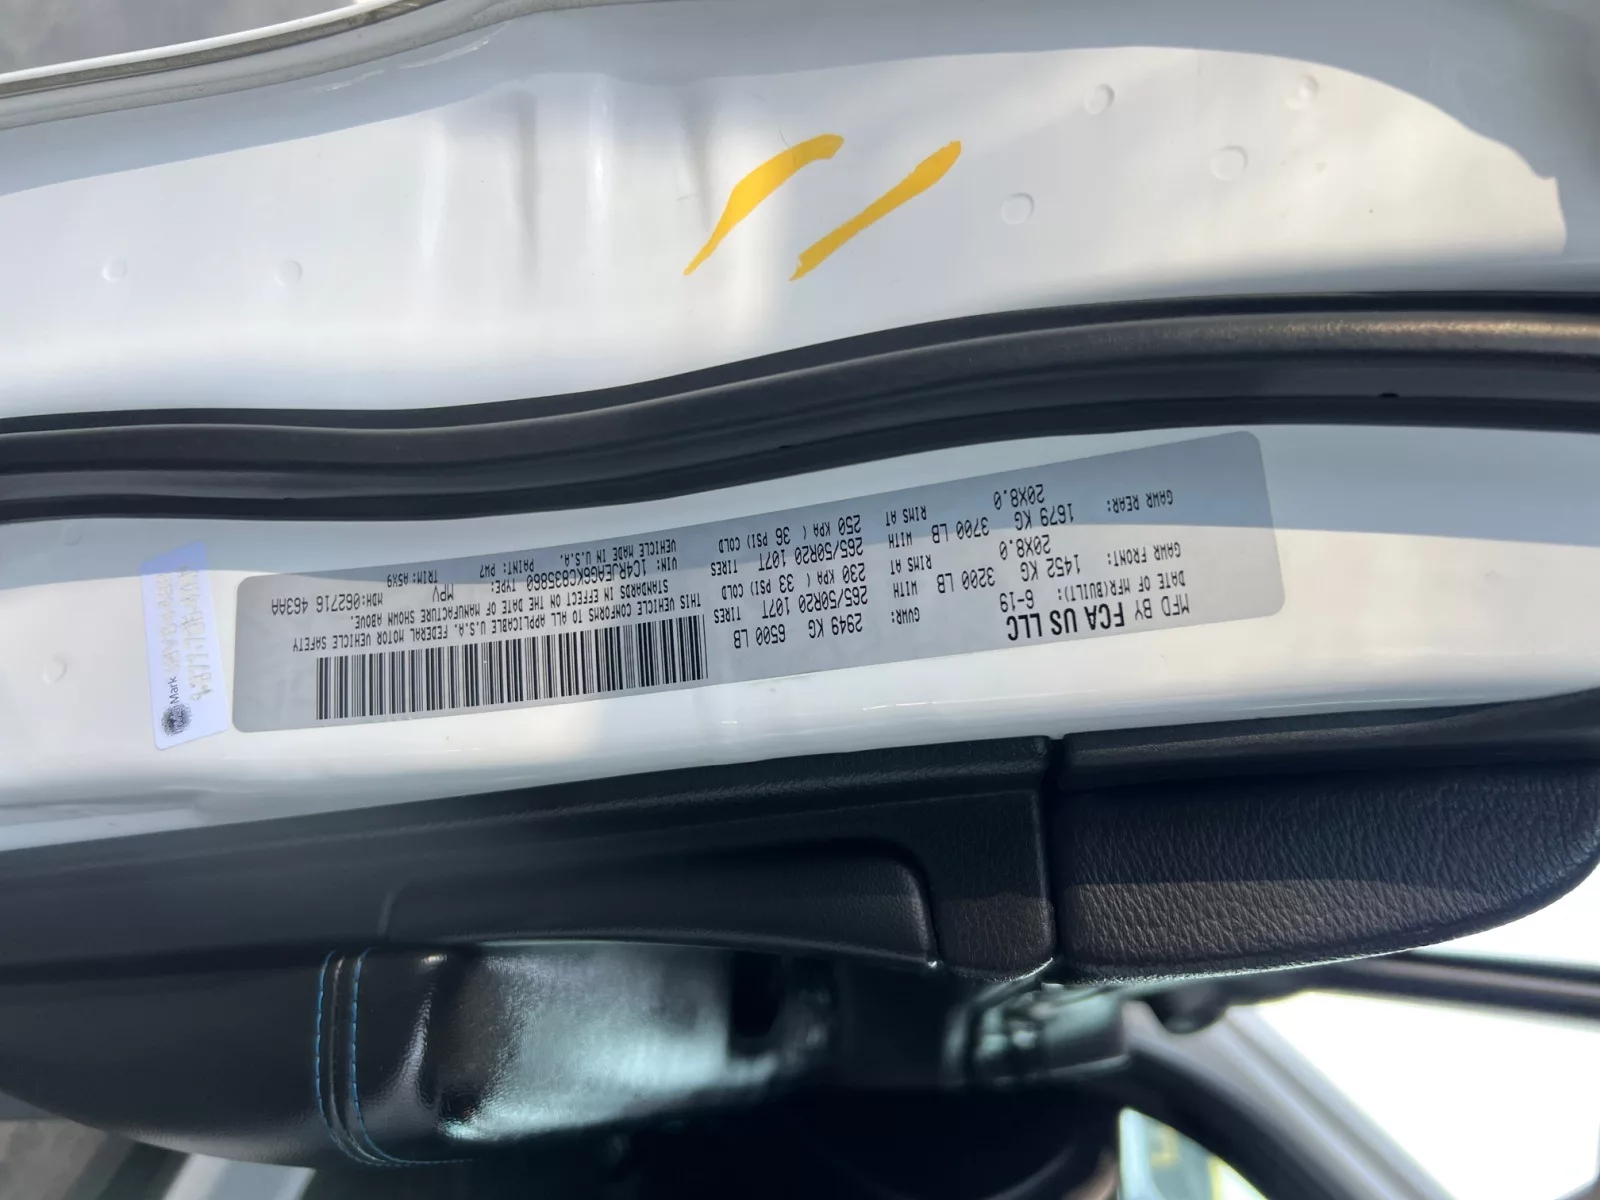 MFD BY FCA US LLC
DATE OF MFR(BUILT): 6-19
GVWR: 2949 KG 6500 LB
GAWR FRONT: 1452 KG 3200 LB WITH 265/50R20 107T TIRES
20X8.0 RIMS AT 230 KPA ( 33 PSI) COLD
GAWR REAR: 1679 KG 3700 LB WITH 265/50R20 107T TIRES
20X8.0 RIMS AT 250 KPA ( 36 PSI) COLD
THIS VEHICLE CONFORMS TO ALL APPLICABLE U.S.A. FEDERAL MOTOR VEHICLE SAFETY
STANDARDS IN EFFECT ON THE DATE OF MANUFACTURE SHOWN ABOVE.
VIN: 1C4RJEAG6KC835860 TYPE: MPV MDH:062716 463AA
PAINT: PW7 TRIM: A5X9
VEHICLE MADE IN U.S.A.
Mark